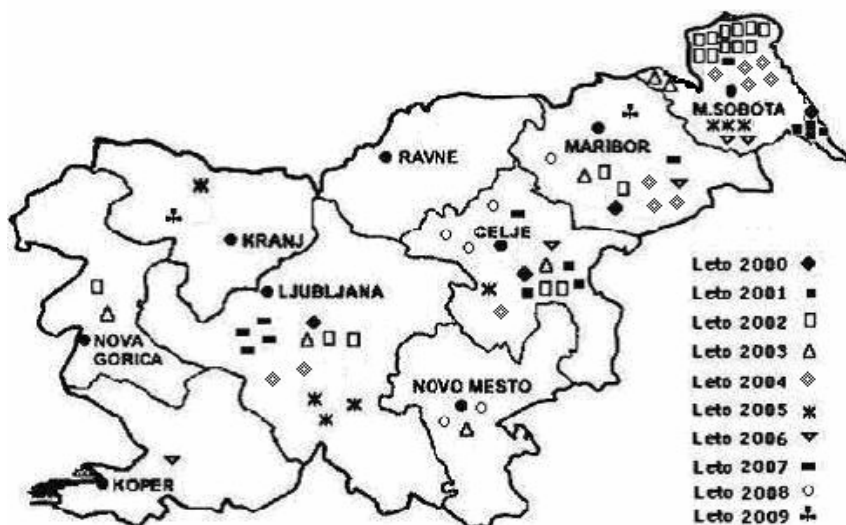 M.SOBOTA
MARIBOR
RAVNE
CELJE
KRANJ
LJUBLJANA
NOVA
GORICA
NOVO MESTO
KOPER
Leto 2000
Leto 2001
Leto 2002
Leto 2003
Leto 2004
Leto 2005
Leto 2006
Leto 2007
Leto 2008
Leto 2009